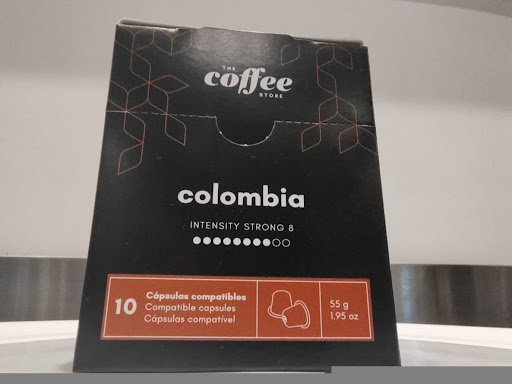 THE
coffee
STORE
colombia
INTENSITY STRONG 8
10
Cápsulas compatibles
Compatible capsules
Cápsulas compatível
55 g
1.95 oz